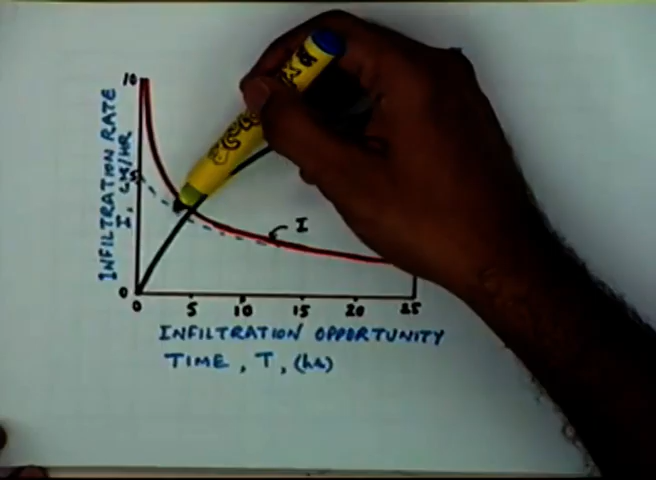 10
INFILTRATION RATE
I, CM/HR
5
I
0
0 5 10 15 20 25
INFILTRATION OPPORTUNITY
TIME, T, (hr)